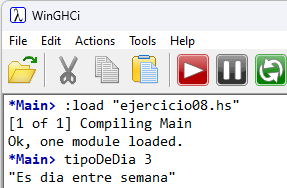 WinGHCi
File Edit Actions Tools Help
*Main> :load "ejercicio08.hs"
[1 of 1] Compiling Main
Ok, one module loaded.
*Main> tipoDeDia 3
"Es dia entre semana"